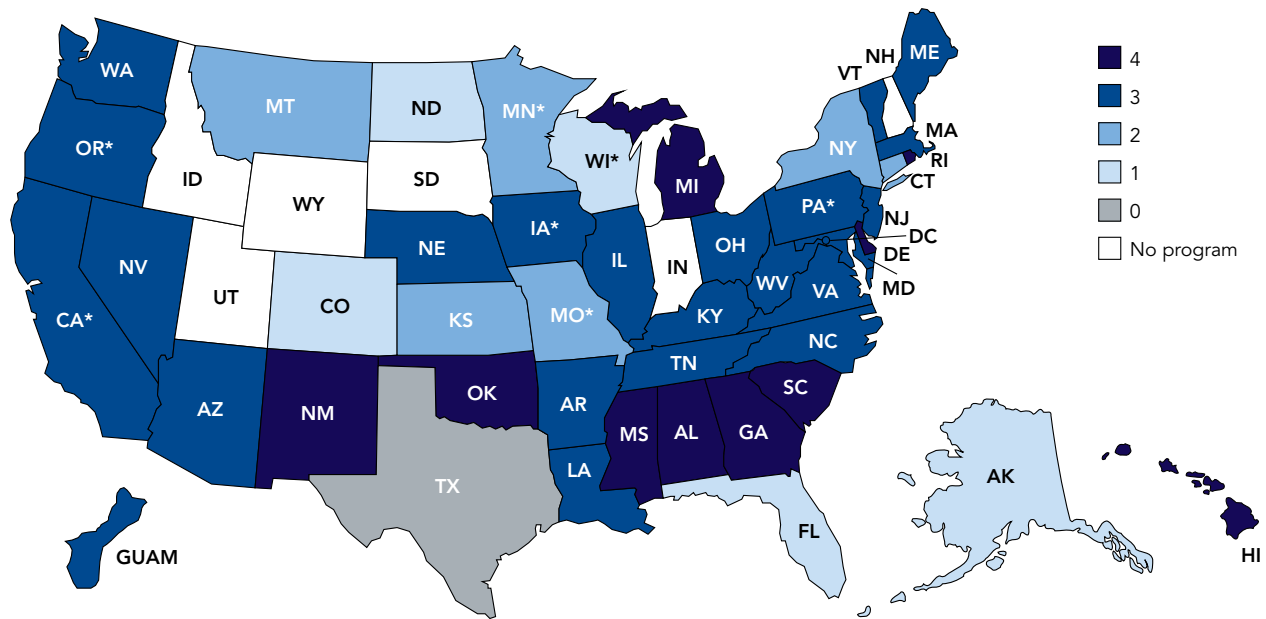 WA
MT
ND
MN*
OR*
ID
WY
SD
WI*
MI
NY
VT
NH
ME
MA
RI
CT
NV
UT
CO
NE
IA*
IL
IN
OH
PA*
NJ
DC
DE
MD
CA*
KS
MO*
KY
WV
VA
NC
TN
AZ
NM
OK
AR
SC
MS
AL
GA
LA
TX
FL
GUAM
AK
HI
4
3
2
1
0
No program